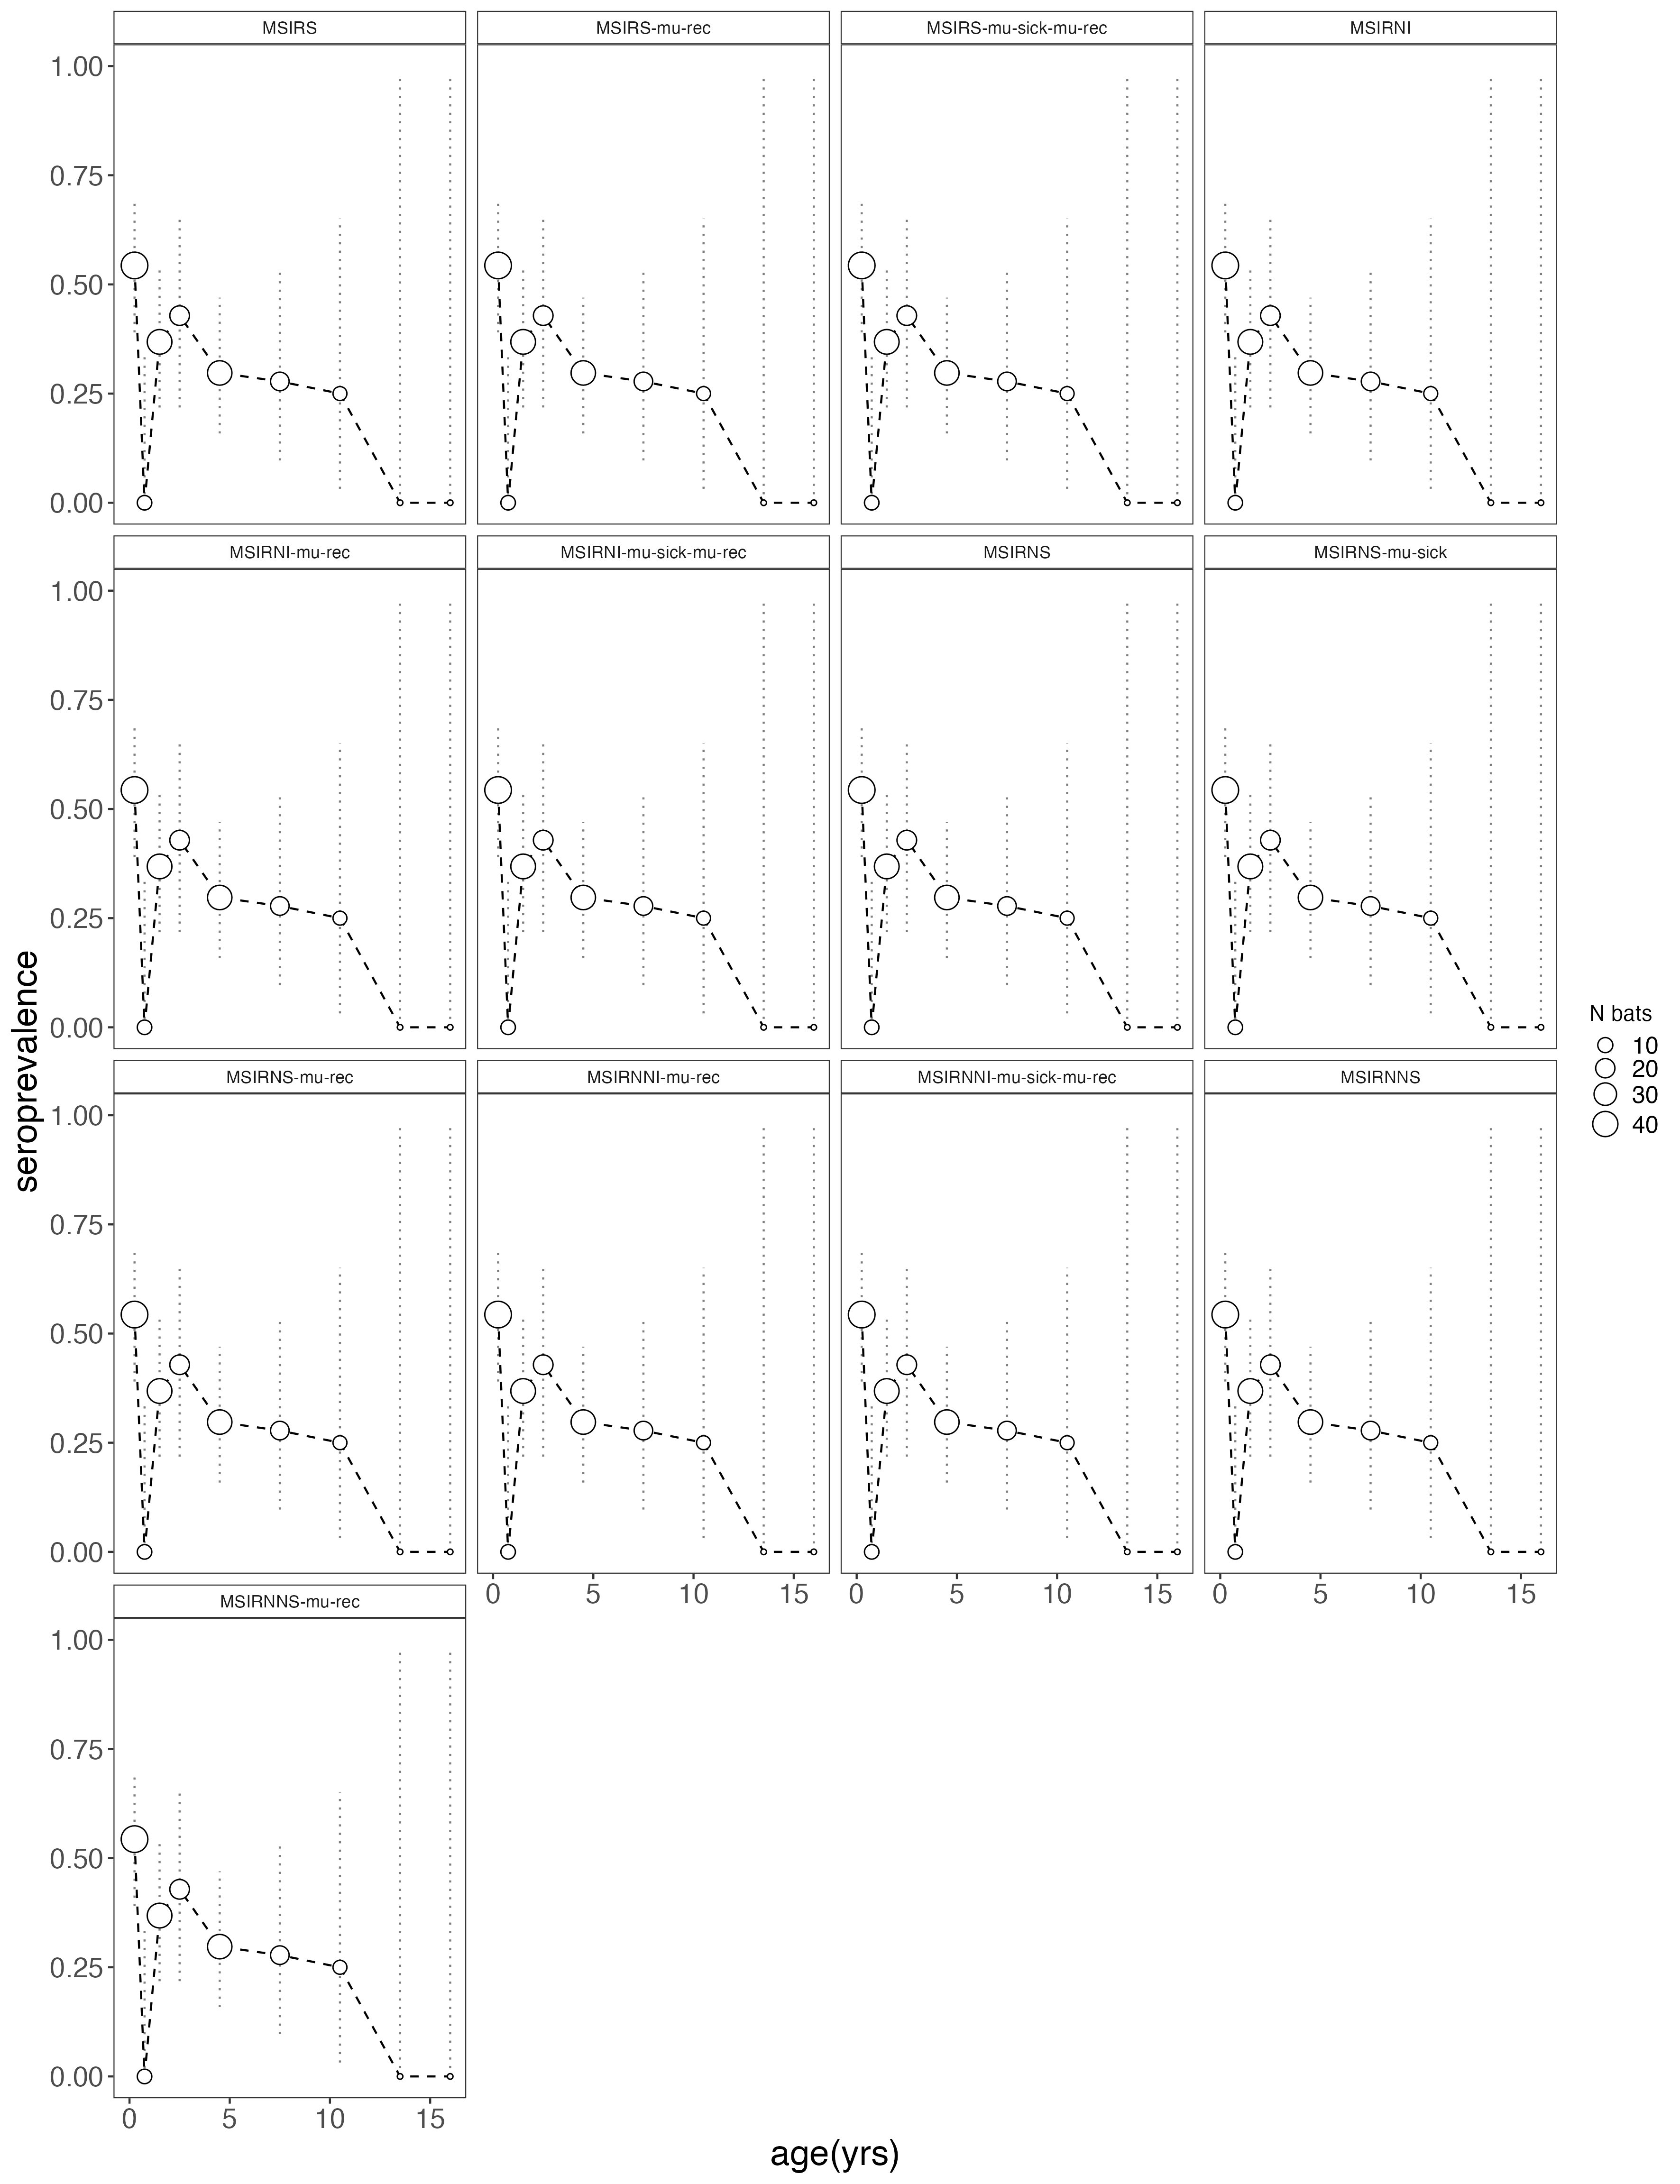 MSIRS MSIRS-mu-rec MSIRS-mu-sick-mu-rec MSIRNI
1.00
0.75
0.50
0.25
0.00
MSIRNI-mu-rec MSIRNI-mu-sick-mu-rec MSIRNS MSIRNS-mu-sick
1.00
0.75
0.50
0.25
0.00
MSIRNS-mu-rec MSIRNNI-mu-rec MSIRNNI-mu-sick-mu-rec MSIRNNS
1.00
0.75
0.50
0.25
0.00
0 5 10 15 0 5 10 15 0 5 10 15
MSIRNNS-mu-rec
1.00
0.75
0.50
0.25
0.00
0 5 10 15
age(yrs)
seroprevalence
N bats
10
20
30
40